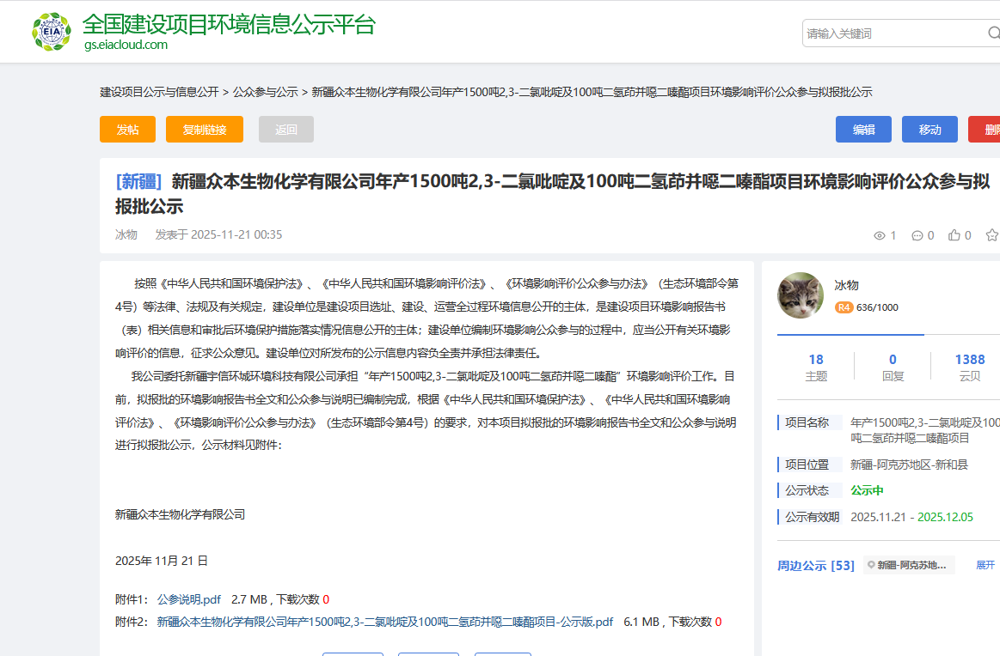 EIA
全国建设项目环境信息公示平台
gs.eiacloud.com
请输入关键词
建设项目公示与信息公开 > 公众参与公示 > 新疆众本生物化学有限公司年产1500吨2,3-二氯吡啶及100吨二氢茚并噁二嗪酯项目环境影响评价公众参与拟报批公示
发帖 复制链接 返回 编辑 移动
[新疆] 新疆众本生物化学有限公司年产1500吨2,3-二氯吡啶及100吨二氢茚并噁二嗪酯项目环境影响评价公众参与拟
报批公示
冰物 发表于 2025-11-21 00:35 1 0 0
按照《中华人民共和国环境保护法》、《中华人民共和国环境影响评价法》、《环境影响评价公众参与办法》（生态环境部令第
4号）等法律、法规及有关规定，建设单位是建设项目选址、建设、运营全过程环境信息公开的主体，是建设项目环境影响报告书
（表）相关信息和审批后环境保护措施落实情况信息公开的主体；建设单位编制环境影响公众参与的过程中，应当公开有关环境影
响评价的信息，征求公众意见。建设单位对所发布的公示信息内容负全责并承担法律责任。
我公司委托新疆宇信环城环境科技有限公司承担“年产1500吨2,3-二氯吡啶及100吨二氢茚并噁二嗪酯”环境影响评价工作。目
前，拟报批的环境影响报告书全文和公众参与说明已编制完成，根据《中华人民共和国环境保护法》、《中华人民共和国环境影响
评价法》、《环境影响评价公众参与办法》（生态环境部令第4号）的要求，对本项目拟报批的环境影响报告书全文和公众参与说明
进行拟报批公示，公示材料见附件：
新疆众本生物化学有限公司
2025年 11月 21 日
附件1： 公参说明.pdf 2.7 MB , 下载次数 0
附件2： 新疆众本生物化学有限公司年产1500吨2,3-二氯吡啶及100吨二氢茚并噁二嗪酯项目-公示版.pdf 6.1 MB , 下载次数 0
冰物
R4 636/1000
18 0 1388
主题 回复 云贝
项目名称 年产1500吨2,3-二氯吡啶及100
吨二氢茚并噁二嗪酯项目
项目位置 新疆-阿克苏地区-新和县
公示状态 公示中
公示有效期 2025.11.21 - 2025.12.05
周边公示 [53] 新疆-阿克苏地... 展开